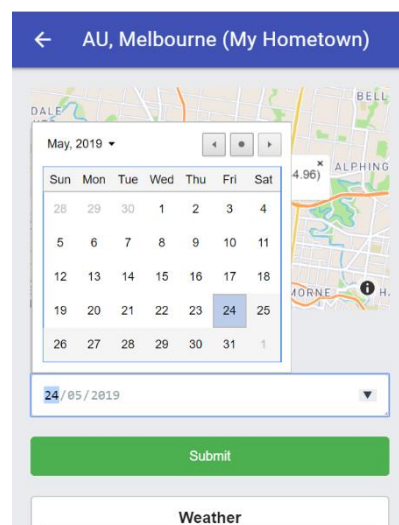 ← AU, Melbourne (My Hometown)
BELL
DALE
May, 2019
4.96)
×
ALPHING
Sun Mon Tue Wed Thu Fri Sat
28 29 30 1 2 3 4
5 6 7 8 9 10 11
12 13 14 15 16 17 18
19 20 21 22 23 24 25
26 27 28 29 30 31 1
HORNE
H.
24/05/2019
Submit
Weather